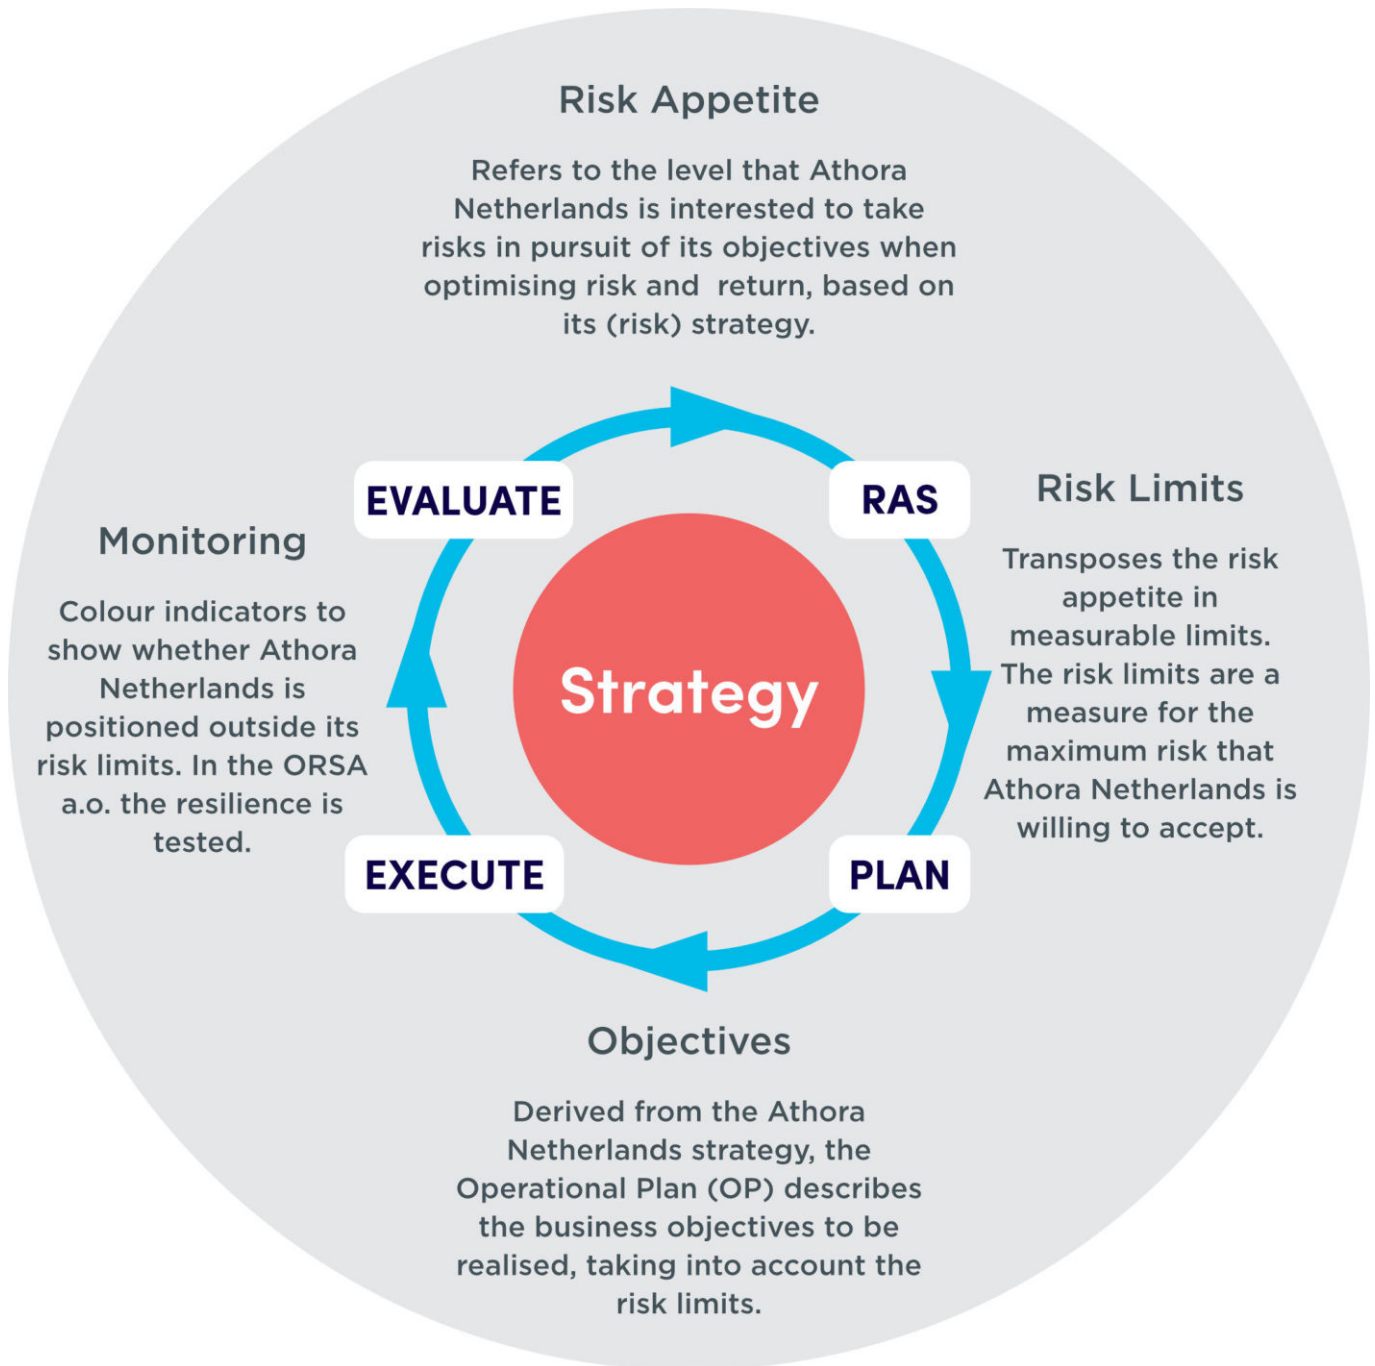 Risk Appetite
Refers to the level that Athora
Netherlands is interested to take
risks in pursuit of its objectives when
optimising risk and return, based on
its (risk) strategy.
EVALUATE
RAS
Risk Limits
Transposes the risk
appetite in
measurable limits.
The risk limits are a
measure for the
maximum risk that
Athora Netherlands is
willing to accept.
Monitoring
Colour indicators to
show whether Athora
Netherlands is
positioned outside its
risk limits. In the ORSA
a.o. the resilience is
tested.
Strategy
EXECUTE
PLAN
Objectives
Derived from the Athora
Netherlands strategy, the
Operational Plan (OP) describes
the business objectives to be
realised, taking into account the
risk limits.